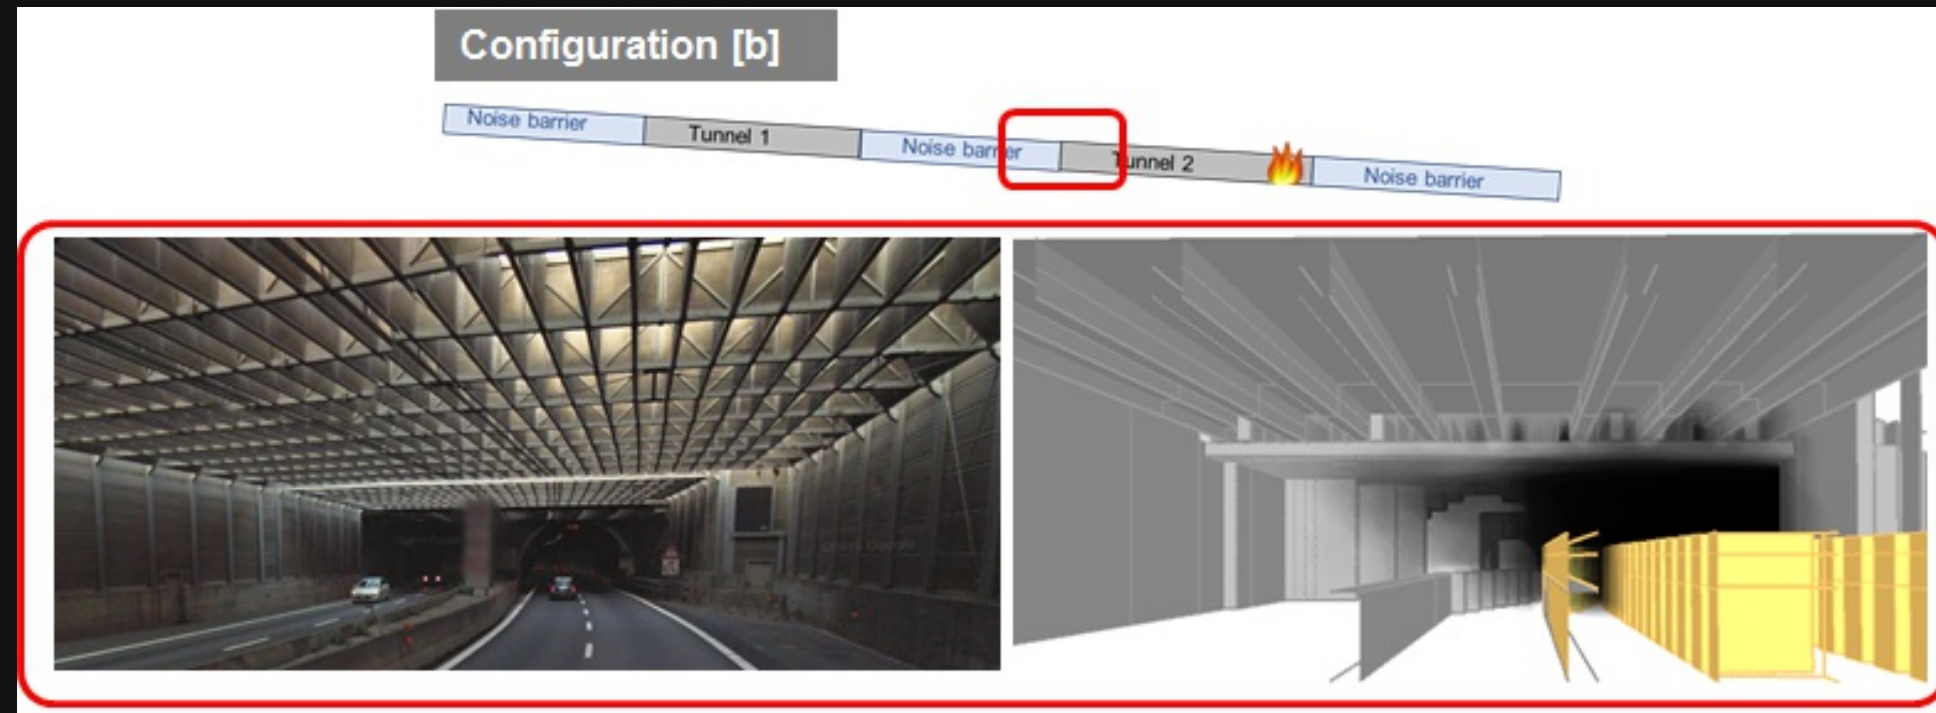 Configuration [b]
Noise barrier
Tunnel 1
Noise barrier
Tunnel 2
Noise barrier